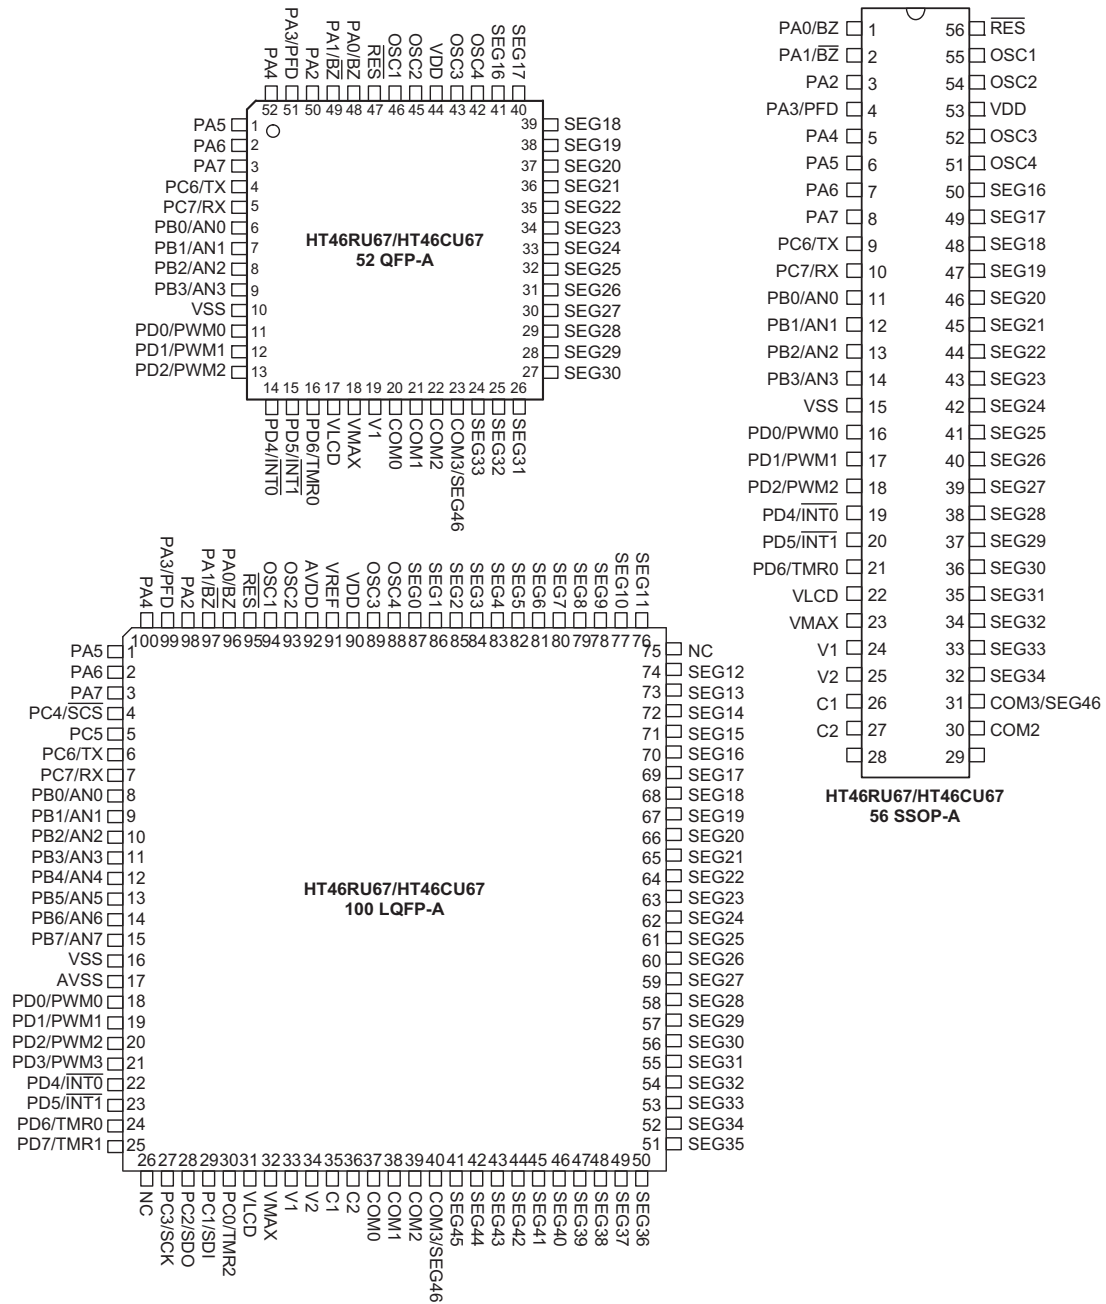 PA4
PA3/PFD
PA2
PA1/B̅Z̅
PA0/BZ
R̅E̅S̅
OSC1
OSC2
VDD
OSC3
OSC4
SEG16
SEG17
52 51 50 49 48 47 46 45 44 43 42 41 40
PA5 1
PA6 2
PA7 3
PC6/TX 4
PC7/RX 5
PB0/AN0 6
PB1/AN1 7
PB2/AN2 8
PB3/AN3 9
VSS 10
PD0/PWM0 11
PD1/PWM1 12
PD2/PWM2 13
HT46RU67/HT46CU67
52 QFP-A
39 SEG18
38 SEG19
37 SEG20
36 SEG21
35 SEG22
34 SEG23
33 SEG24
32 SEG25
31 SEG26
30 SEG27
29 SEG28
28 SEG29
27 SEG30
14 15 16 17 18 19 20 21 22 23 24 25 26
PD4/I̅N̅T̅0̅
PD5/I̅N̅T̅1̅
PD6/TMR0
VLCD
VMAX
V1
COM0
COM1
COM2
COM3/SEG46
SEG33
SEG32
SEG31
PA0/BZ 1 56 R̅E̅S̅
PA1/B̅Z̅ 2 55 OSC1
PA2 3 54 OSC2
PA3/PFD 4 53 VDD
PA4 5 52 OSC3
PA5 6 51 OSC4
PA6 7 50 SEG16
PA7 8 49 SEG17
PC6/TX 9 48 SEG18
PC7/RX 10 47 SEG19
PB0/AN0 11 46 SEG20
PB1/AN1 12 45 SEG21
PB2/AN2 13 44 SEG22
PB3/AN3 14 43 SEG23
VSS 15 42 SEG24
PD0/PWM0 16 41 SEG25
PD1/PWM1 17 40 SEG26
PD2/PWM2 18 39 SEG27
PD4/I̅N̅T̅0̅ 19 38 SEG28
PD5/I̅N̅T̅1̅ 20 37 SEG29
PD6/TMR0 21 36 SEG30
VLCD 22 35 SEG31
VMAX 23 34 SEG32
V1 24 33 SEG33
V2 25 32 SEG34
C1 26 31 COM3/SEG46
C2 27 30 COM2
28 29
HT46RU67/HT46CU67
56 SSOP-A
PA4
PA3/PFD
PA2
PA1/B̅Z̅
PA0/BZ
R̅E̅S̅
OSC1
OSC2
AVDD
VREF
VDD
OSC3
OSC4
SEG0
SEG1
SEG2
SEG3
SEG4
SEG5
SEG6
SEG7
SEG8
SEG9
SEG10
SEG11
100 99 98 97 96 95 94 93 92 91 90 89 88 87 86 85 84 83 82 81 80 79 78 77 76
PA5 1
PA6 2
PA7 3
PC4/S̅C̅S̅ 4
PC5 5
PC6/TX 6
PC7/RX 7
PB0/AN0 8
PB1/AN1 9
PB2/AN2 10
PB3/AN3 11
PB4/AN4 12
PB5/AN5 13
PB6/AN6 14
PB7/AN7 15
VSS 16
AVSS 17
PD0/PWM0 18
PD1/PWM1 19
PD2/PWM2 20
PD3/PWM3 21
PD4/I̅N̅T̅0̅ 22
PD5/I̅N̅T̅1̅ 23
PD6/TMR0 24
PD7/TMR1 25
HT46RU67/HT46CU67
100 LQFP-A
75 NC
74 SEG12
73 SEG13
72 SEG14
71 SEG15
70 SEG16
69 SEG17
68 SEG18
67 SEG19
66 SEG20
65 SEG21
64 SEG22
63 SEG23
62 SEG24
61 SEG25
60 SEG26
59 SEG27
58 SEG28
57 SEG29
56 SEG30
55 SEG31
54 SEG32
53 SEG33
52 SEG34
51 SEG35
26 27 28 29 30 31 32 33 34 35 36 37 38 39 40 41 42 43 44 45 46 47 48 49 50
NC
PC3/SCK
PC2/SDO
PC1/SDI
PC0/TMR2
VLCD
VMAX
V1
V2
C1
C2
COM0
COM1
COM2
COM3/SEG46
SEG45
SEG44
SEG43
SEG42
SEG41
SEG40
SEG39
SEG38
SEG37
SEG36